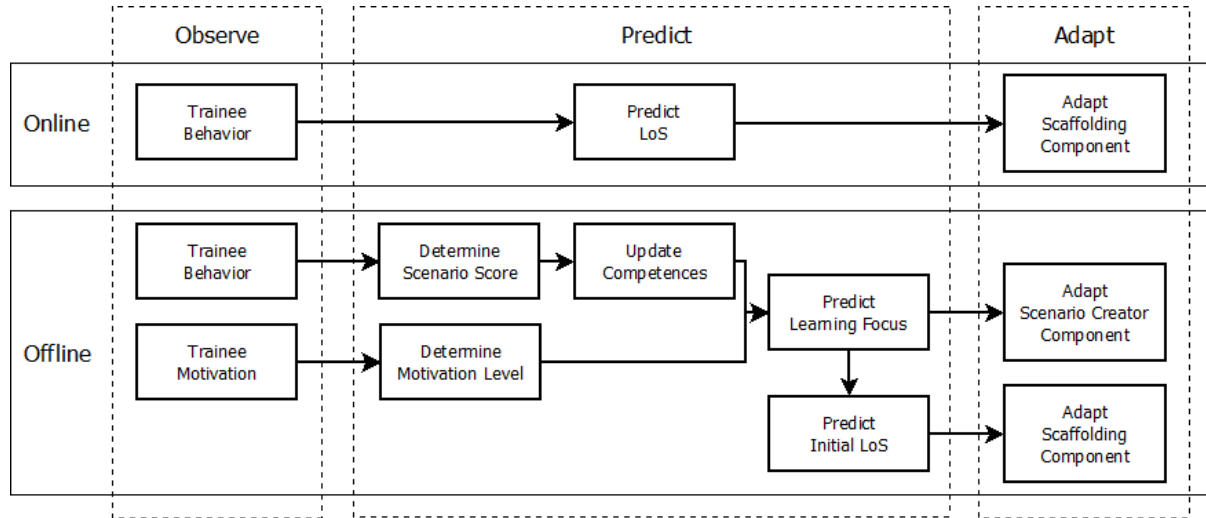 Observe
Predict
Adapt
Online
Trainee
Behavior
Predict
LoS
Adapt
Scaffolding
Component
Offline
Trainee
Behavior
Determine
Scenario Score
Update
Competences
Predict
Learning Focus
Adapt
Scenario Creator
Component
Trainee
Motivation
Determine
Motivation Level
Predict
Initial LoS
Adapt
Scaffolding
Component